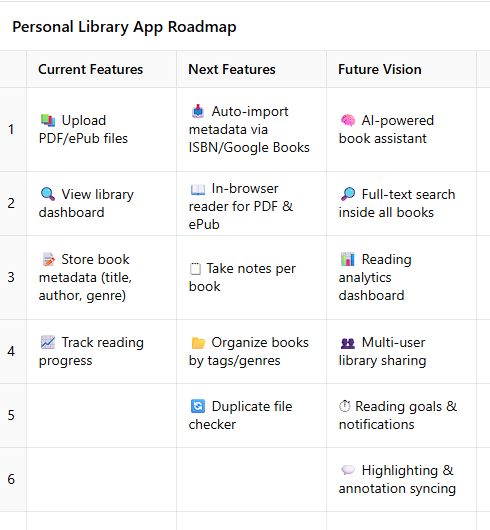 Personal Library App Roadmap
Current Features
Next Features
Future Vision
1
📚 Upload
PDF/ePub files
📥 Auto-import
metadata via
ISBN/Google Books
🧠 AI-powered
book assistant
2
🔍 View library
dashboard
📖 In-browser
reader for PDF &
ePub
🔎 Full-text search
inside all books
3
📝 Store book
metadata (title,
author, genre)
🗒️ Take notes per
book
📊 Reading
analytics
dashboard
4
📈 Track reading
progress
📂 Organize books
by tags/genres
👥 Multi-user
library sharing
5
🔄 Duplicate file
checker
⏱️ Reading goals &
notifications
6
💬 Highlighting &
annotation syncing